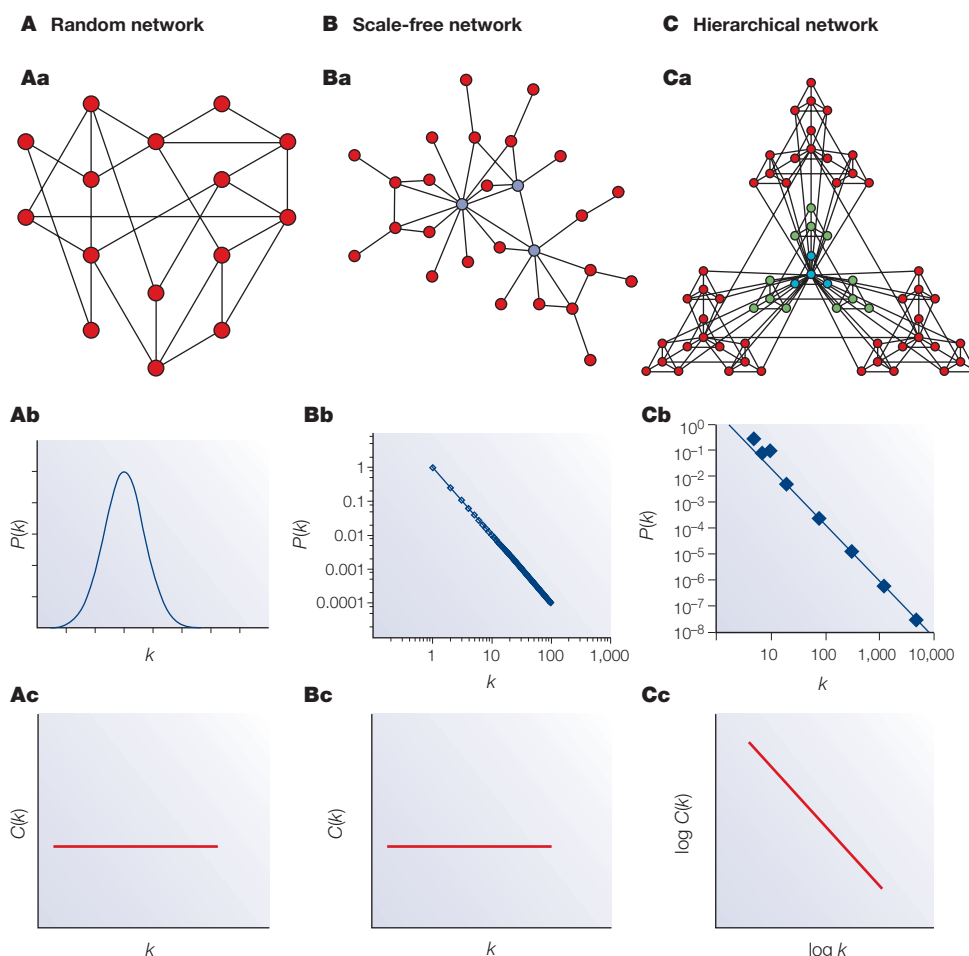 A Random network
B Scale-free network
C Hierarchical network
Aa
Ba
Ca
Ab
P(k)
k
Bb
1
0.1
0.01
0.001
0.0001
P(k)
1
10
100
1,000
k
Cb
10⁰
10⁻¹
10⁻²
10⁻³
10⁻⁴
10⁻⁵
10⁻⁶
10⁻⁷
10⁻⁸
P(k)
10
100
1,000
10,000
k
Ac
C(k)
k
Bc
C(k)
k
Cc
log C(k)
log k